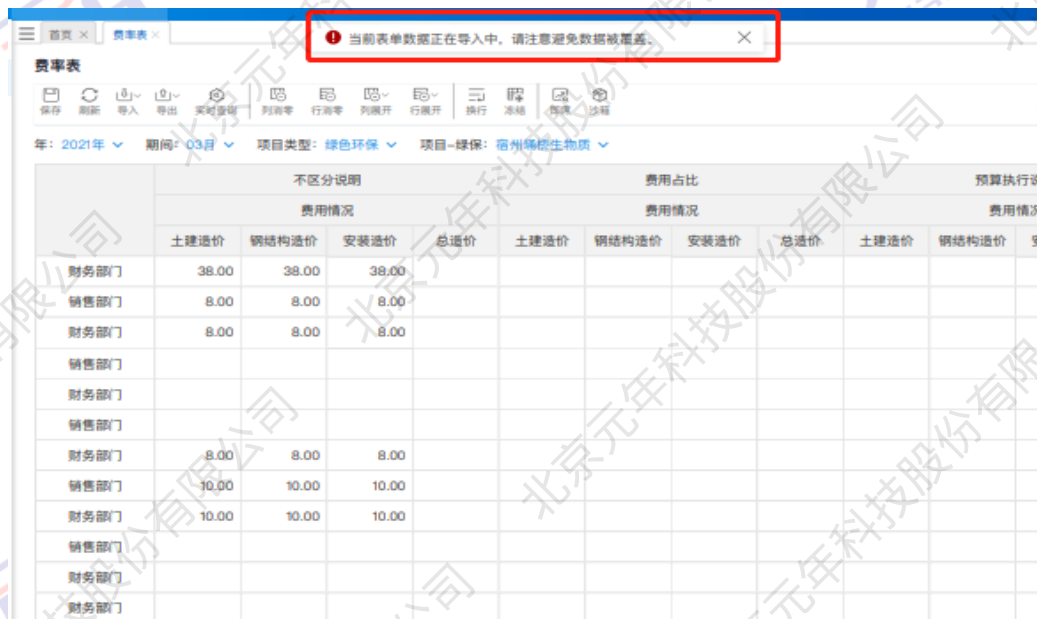 首页 × 费率表 ×
当前表单数据正在导入中，请注意避免数据被覆盖。
费率表
保存 刷新 导入 导出 实时查询 列消零 行消零 列展开 行展开 换行 冻结 沙箱
年: 2021年 期间: 03月 项目类型: 绿色环保 项目-绿保: 宿州埇桥生物质
不区分说明 费用占比 预算执行
费用情况 费用情况 费用情况
土建造价 钢结构造价 安装造价 总造价 土建造价 钢结构造价 安装造价 总造价 土建造价 钢结构造价
财务部门 38.00 38.00 38.00
销售部门 8.00 8.00 8.00
财务部门 8.00 8.00 8.00
销售部门
财务部门
销售部门
财务部门 8.00 8.00 8.00
销售部门 10.00 10.00 10.00
财务部门 10.00 10.00 10.00
销售部门
财务部门
财务部门
北京元年科技股份有限公司